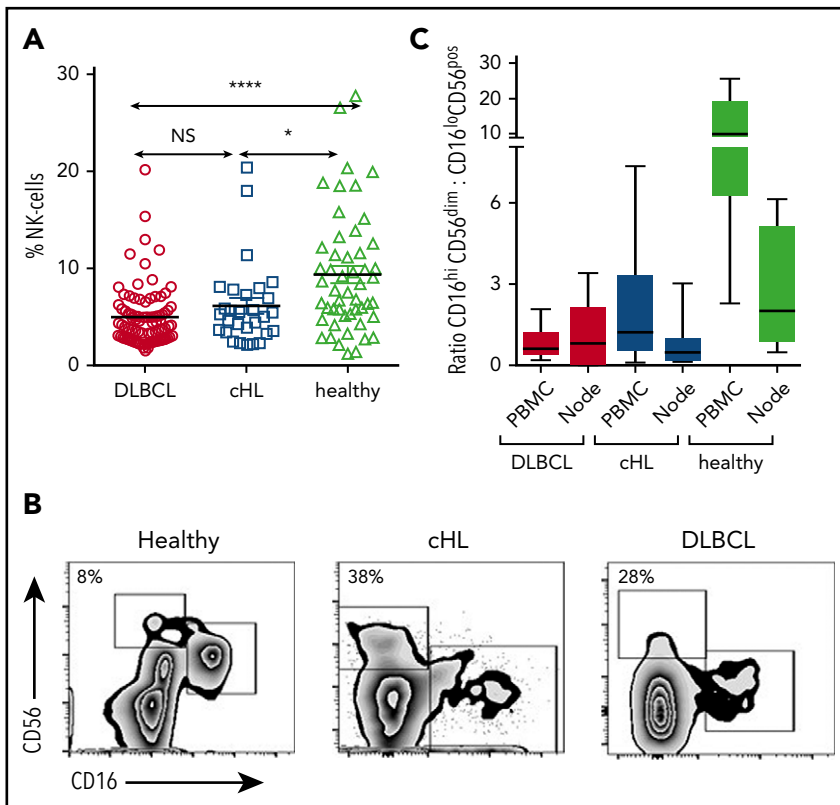 A
% NK-cells
30
20
10
0
****
NS
*
DLBCL
cHL
healthy
C
Ratio CD16hi CD56dim : CD16loCD56pos
30
20
10
6
3
0
PBMC
Node
PBMC
Node
PBMC
Node
DLBCL
cHL
healthy
B
Healthy
cHL
DLBCL
8%
38%
28%
CD56
CD16